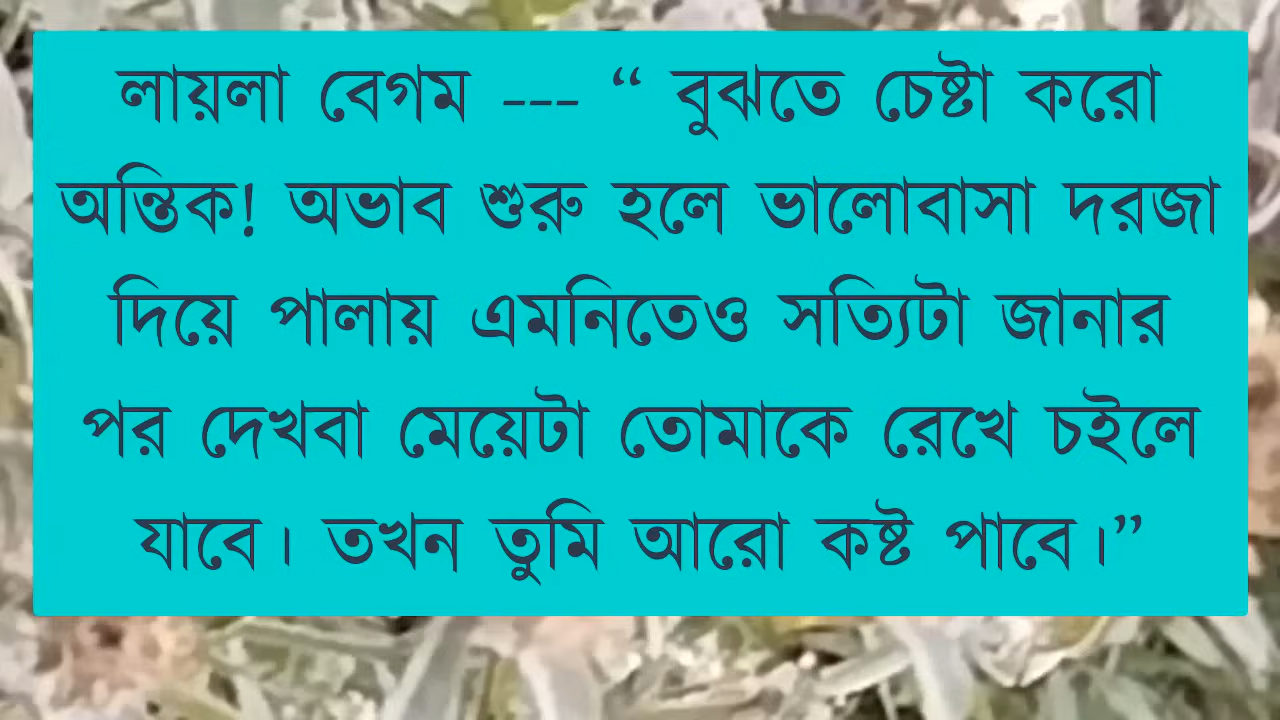 লায়লা বেগম --- “ বুঝতে চেষ্টা করো
অন্তিক! অভাব শুরু হলে ভালোবাসা দরজা
দিয়ে পালায় এমনিতেও সত্যিটা জানার
পর দেখবা মেয়েটা তোমাকে রেখে চইলে
যাবে। তখন তুমি আরো কষ্ট পাবে।”